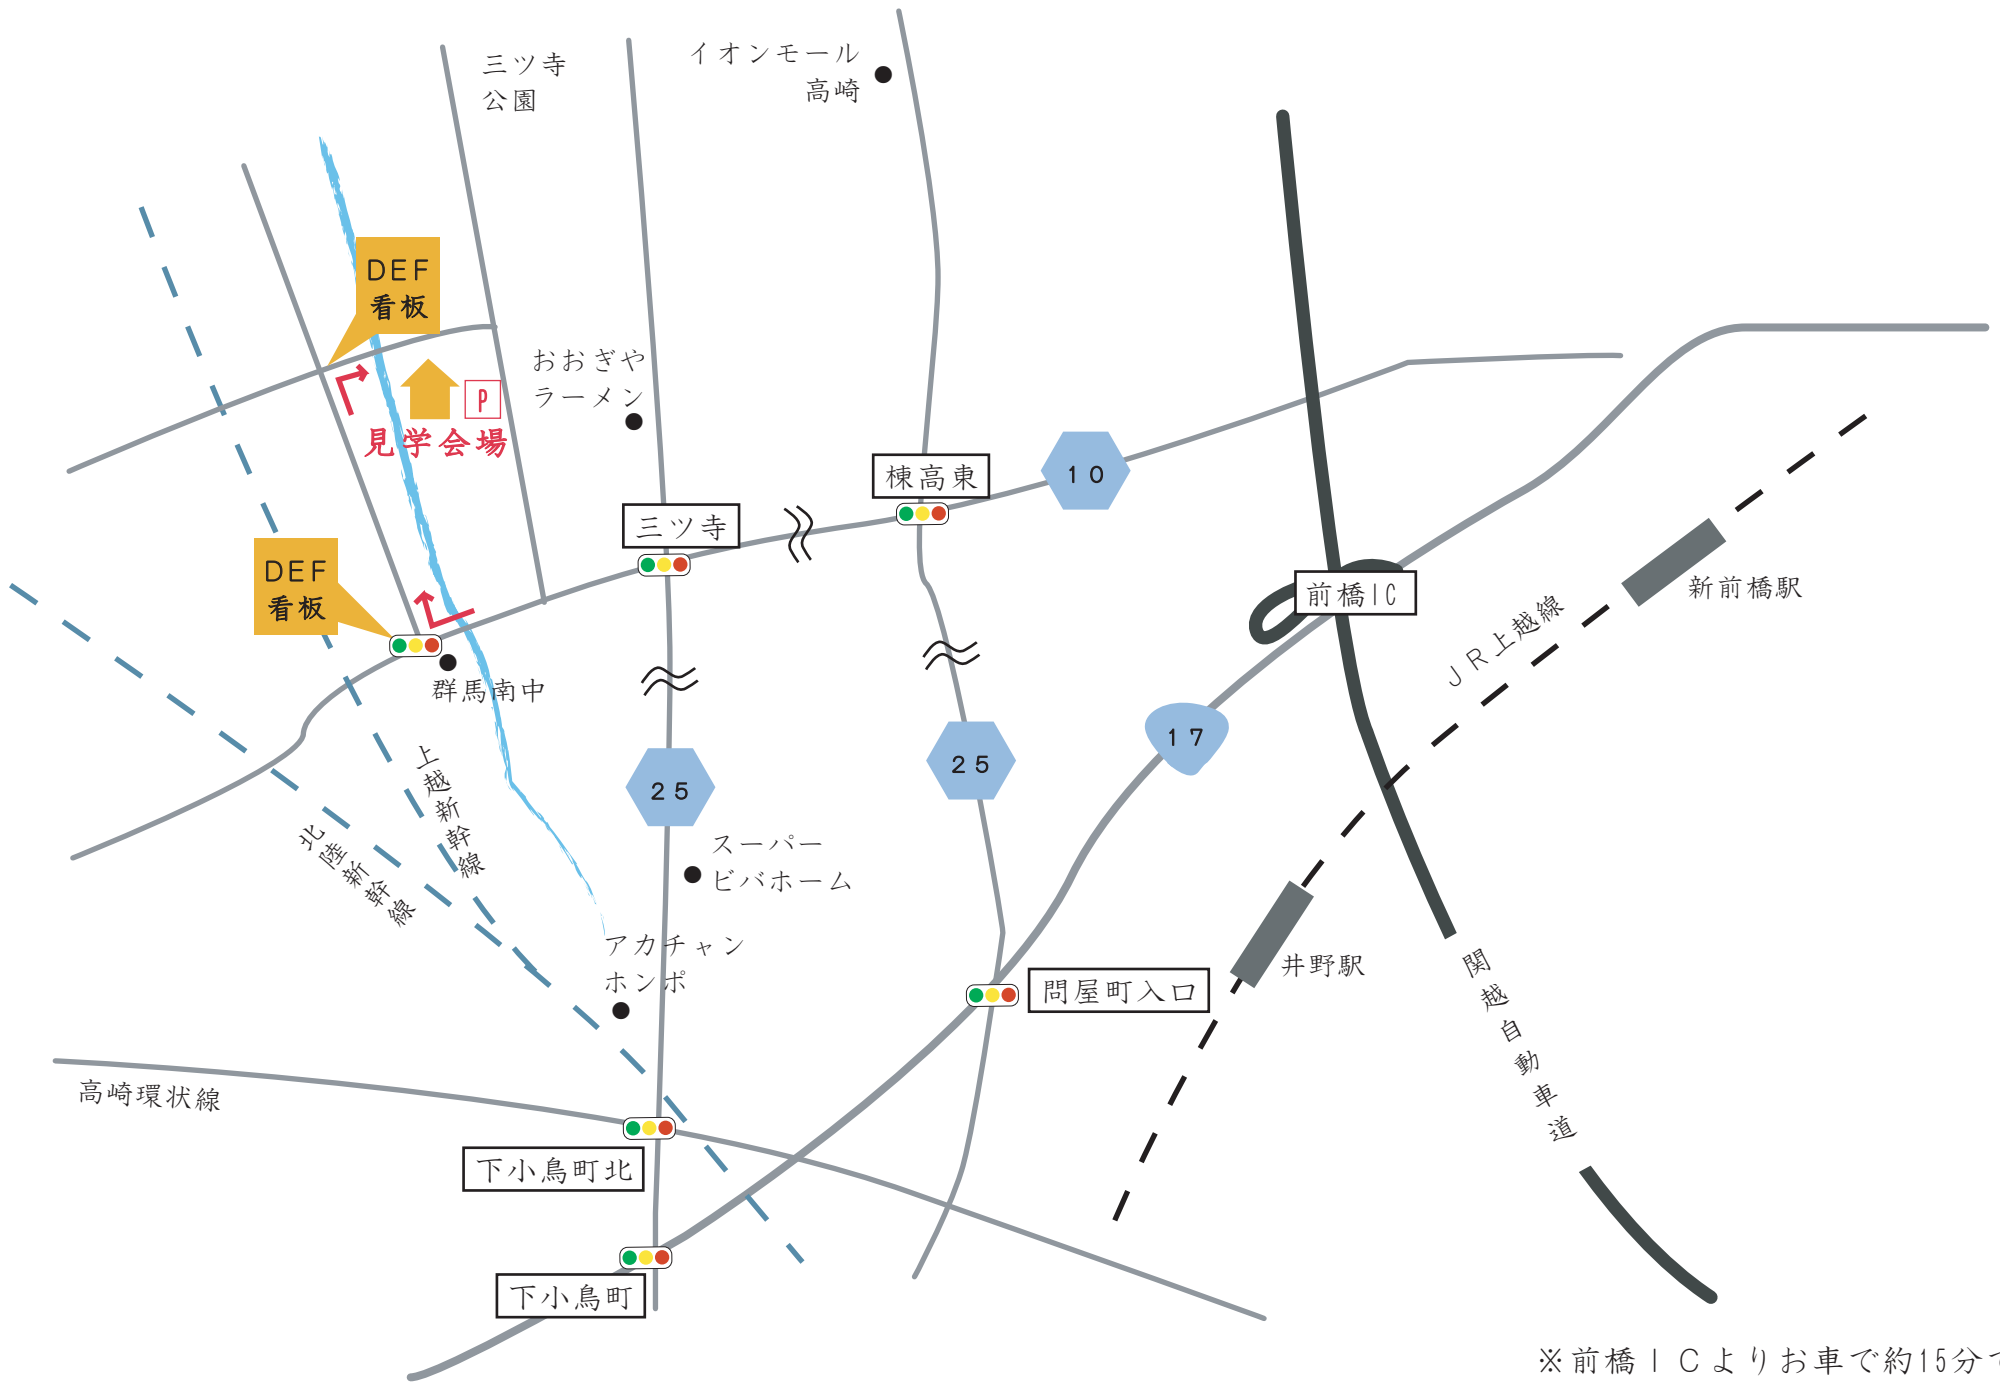 三ツ寺
公園
イオンモール
高崎
DEF
看板
おおぎや
ラーメン
P
見学会場
棟高東
10
三ツ寺
DEF
看板
前橋IC
新前橋駅
JR上越線
群馬南中
17
25
25
上越新幹線
北陸新幹線
スーパー
ビバホーム
アカチャン
ホンポ
問屋町入口
井野駅
関越自動車道
高崎環状線
下小鳥町北
下小鳥町
※前橋ICよりお車で約15分で